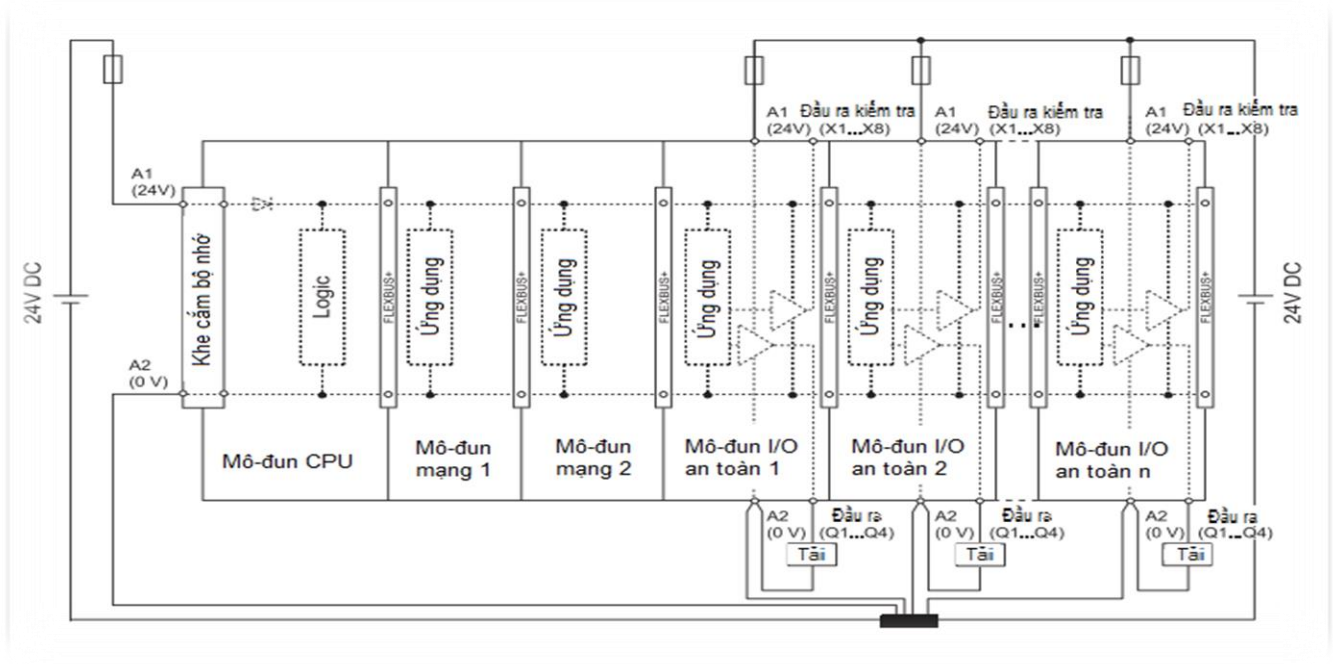 A1
(24V)
Đầu ra kiểm tra
(X1...X8)
A1
(24V)
Đầu ra kiểm tra
(X1...X8)
A1
(24V)
Đầu ra kiểm tra
(X1...X8)
A1
(24V)
24V DC
Khe cắm bộ nhớ
Logic
FLEXBUS+
Ứng dụng
FLEXBUS+
Ứng dụng
FLEXBUS+
Ứng dụng
FLEXBUS+
Ứng dụng
FLEXBUS+
...
FLEXBUS+
Ứng dụng
FLEXBUS+
24V DC
A2
(0 V)
Mô-đun CPU
Mô-đun
mạng 1
Mô-đun
mạng 2
Mô-đun I/O
an toàn 1
Mô-đun I/O
an toàn 2
Mô-đun I/O
an toàn n
A2
(0 V)
Đầu ra
(Q1...Q4)
Tải
A2
(0 V)
Đầu ra
(Q1...Q4)
Tải
A2
(0 V)
Đầu ra
(Q1...Q4)
Tải